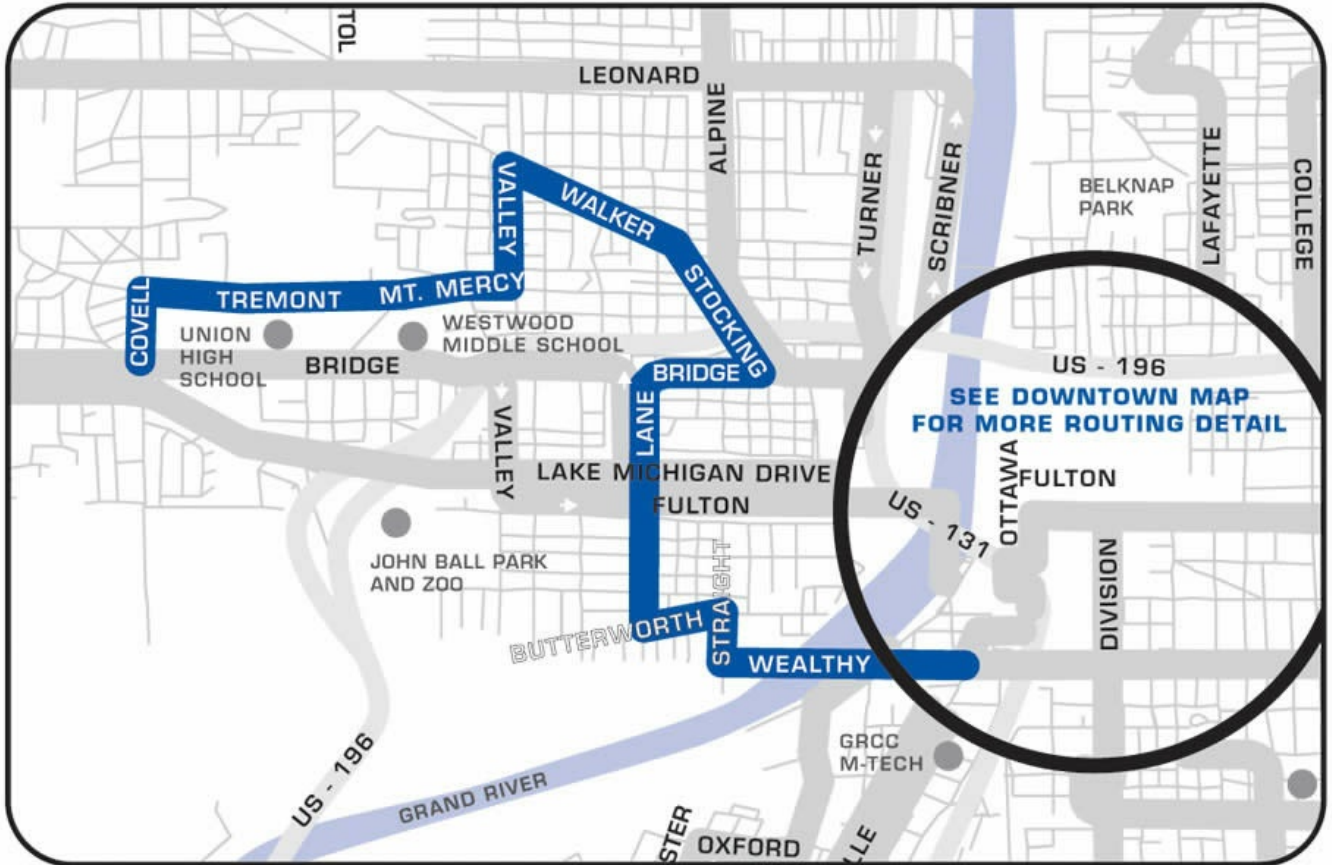 TOL
LEONARD
ALPINE
TURNER
SCRIBNER
BELKNAP
PARK
LAFAYETTE
COLLEGE
VALLEY
WALKER
STOCKING
COVELL
TREMONT
MT. MERCY
UNION
HIGH
SCHOOL
WESTWOOD
MIDDLE SCHOOL
BRIDGE
BRIDGE
LANE
US - 196
SEE DOWNTOWN MAP
FOR MORE ROUTING DETAIL
VALLEY
LAKE MICHIGAN DRIVE
FULTON
OTTAWA
FULTON
US - 131
JOHN BALL PARK
AND ZOO
BUTTERWORTH
STRAIGHT
WEALTHY
DIVISION
US - 196
GRAND RIVER
GRCC
M-TECH
STER
OXFORD
LLE